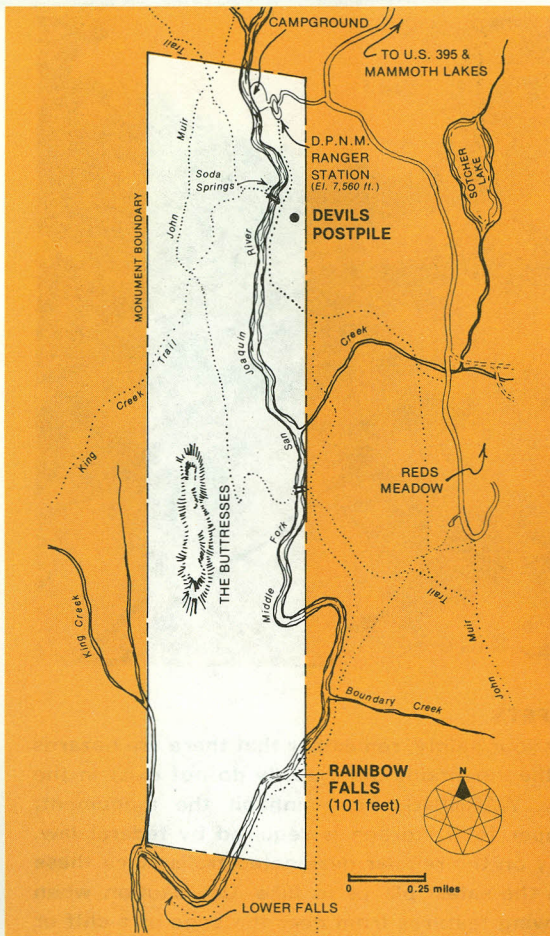 CAMPGROUND
TO U.S. 395 &
MAMMOTH LAKES
Trail
Muir
John
D.P.N.M.
RANGER
STATION
(El. 7,560 ft.)
Soda
Springs
SOTCHER
LAKE
DEVILS
POSTPILE
MONUMENT BOUNDARY
River
Joaquin
San
Fork
Middle
Creek
King Creek Trail
THE BUTTRESSES
REDS
MEADOW
King Creek
Trail
Muir
John
Boundary Creek
RAINBOW
FALLS
(101 feet)
N
0 0.25 miles
LOWER FALLS